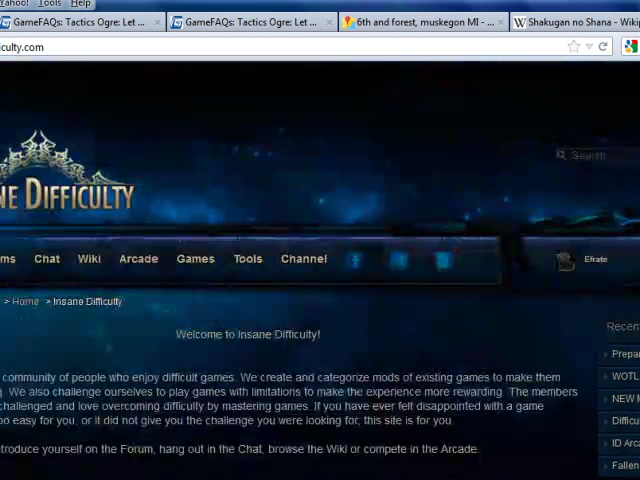 Yahoo! Tools Help
GameFAQs: Tactics Ogre: Let ... × GameFAQs: Tactics Ogre: Let ... × 6th and forest, muskegon MI - ... × Shakugan no Shana - Wikip
iculty.com
Search
NE DIFFICULTY
ms Chat Wiki Arcade Games Tools Channel
Efrate
> Home > Insane Difficulty
Welcome to Insane Difficulty!
Recen
community of people who enjoy difficult games. We create and categorize mods of existing games to make them
g. We also challenge ourselves to play games with limitations to make the experience more rewarding. The members
challenged and love overcoming difficulty by mastering games. If you have ever felt disappointed with a game
oo easy for you, or it did not give you the challenge you were looking for, this site is for you.
ntroduce yourself on the Forum, hang out in the Chat, browse the Wiki or compete in the Arcade.
Prepar
WOTL
NEW M
Difficul
ID Arca
Fallen